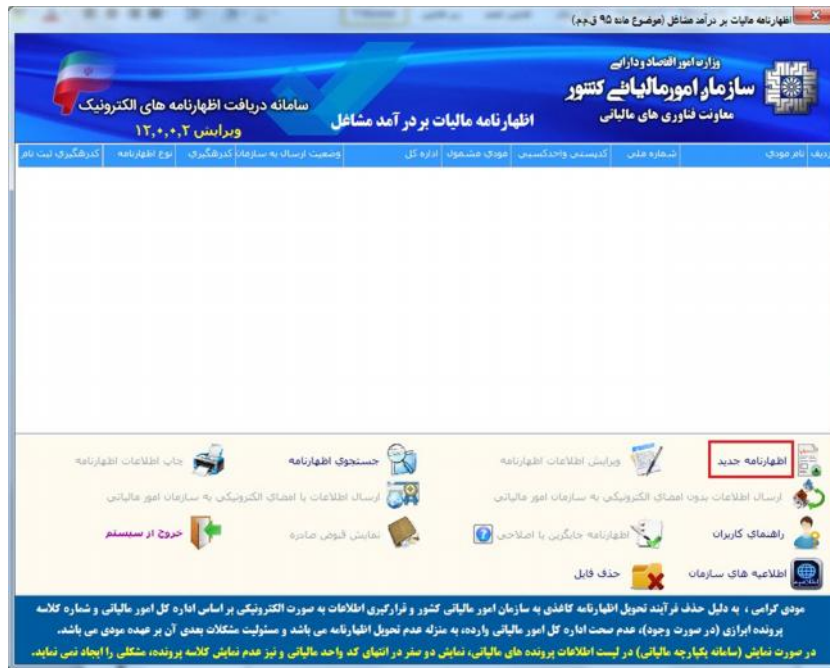 اظهارنامه مالیات بر درآمد مشاغل (موضوع ماده ۹۵ ق.م.م)
وزارت امور اقتصاد و دارایی
سازمان امور مالیاتی کشور
معاونت فناوری های مالیاتی
اظهارنامه مالیات بر درآمد مشاغل
سامانه دریافت اظهارنامه های الکترونیک
ویرایش ۱۲,۰,۰,۲
ردیف نام مودی شماره ملی کدپستی واحدکسبی مودی مشمول اداره کل وضعیت ارسال به سازمان کدرهگیری نوع اظهارنامه کدرهگیری ثبت نام
اظهارنامه جدید ویرایش اطلاعات اظهارنامه جستجوی اظهارنامه چاپ اطلاعات اظهارنامه
ارسال اطلاعات بدون امضای الکترونیکی به سازمان امور مالیاتی ارسال اطلاعات با امضای الکترونیکی به سازمان امور مالیاتی
راهنمای کاربران اظهارنامه جایگزین یا اصلاحی نمایش قبوض صادره خروج از سیستم
اطلاعیه های سازمان حذف فایل
مودی گرامی ، به دلیل حذف فرآیند تحویل اظهارنامه کاغذی به سازمان امور مالیاتی کشور و قرارگیری اطلاعات به صورت الکترونیکی بر اساس اداره کل امور مالیاتی و شماره کلاسه
پرونده ابرازی (در صورت وجود)، عدم صحت اداره کل امور مالیاتی وارده، به منزله عدم تحویل اظهارنامه می باشد و مسئولیت مشکلات بعدی آن بر عهده مودی می باشد.
در صورت نمایش (سامانه یکپارچه مالیاتی) در لیست اطلاعات پرونده های مالیاتی، نمایش دو صفر در انتهای کد واحد مالیاتی و نیز عدم نمایش کلاسه پرونده، مشکلی را ایجاد نمی نماید.